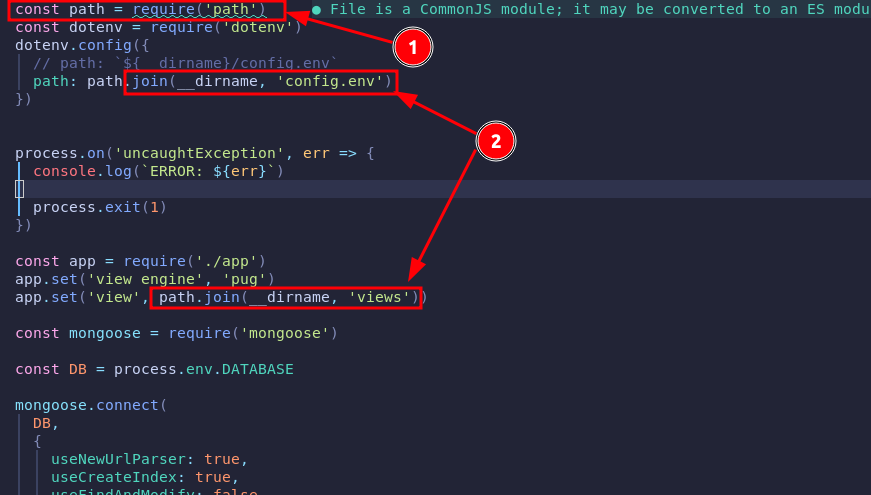 const path = require('path') ● File is a CommonJS module; it may be converted to an ES modu
const dotenv = require('dotenv')
dotenv.config({
// path: `${__dirname}/config.env`
path: path.join(__dirname, 'config.env')
})
1
2
process.on('uncaughtException', err => {
console.log(`ERROR: ${err}`)
process.exit(1)
})
const app = require('./app')
app.set('view engine', 'pug')
app.set('view', path.join(__dirname, 'views'))
const mongoose = require('mongoose')
const DB = process.env.DATABASE
mongoose.connect(
DB,
{
useNewUrlParser: true,
useCreateIndex: true,
useFindAndModify: false